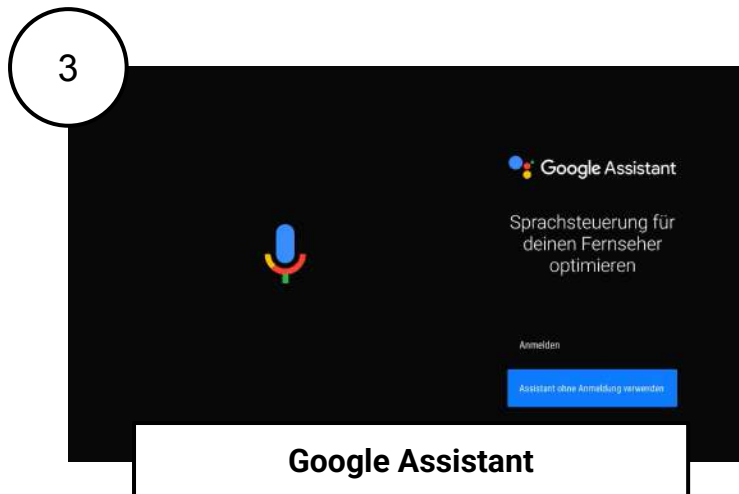 3
Google Assistant
Sprachsteuerung für
deinen Fernseher
optimieren
Anmelden
Assistant ohne Anmeldung verwenden
Google Assistant